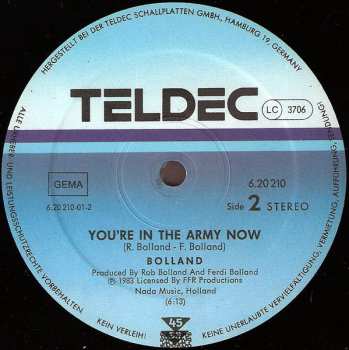 HERGESTELLT BEI DER TELDEC SCHALLPLATTEN GMBH., HAMBURG 19, GERMANY
TELDEC
LC 3706
GEMA
6.20 210
6.20 210-01-2
Side 2 STEREO
YOU'RE IN THE ARMY NOW
(R. Bolland - F. Bolland)
BOLLAND
Produced By Rob Bolland And Ferdi Bolland
Ⓟ 1983 Licensed By FFR Productions
Nada Music, Holland
(6:13)
45
ALLE URHEBER- UND LEISTUNGSSCHUTZRECHTE VORBEHALTEN
KEIN VERLEIH!
KEINE UNERLAUBTE VERVIELFÄLTIGUNG, VERMIETUNG, AUFFÜHRUNG, SENDUNG!